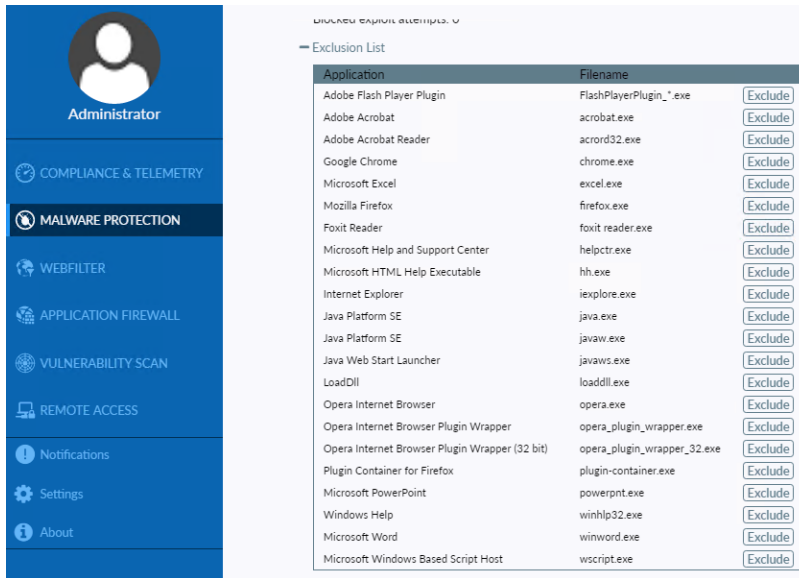 Administrator
COMPLIANCE & TELEMETRY
MALWARE PROTECTION
WEBFILTER
APPLICATION FIREWALL
VULNERABILITY SCAN
REMOTE ACCESS
Notifications
Settings
About
Blocked exploit attempts: 0
Exclusion List
Application Filename
Adobe Flash Player Plugin FlashPlayerPlugin_*.exe Exclude
Adobe Acrobat acrobat.exe Exclude
Adobe Acrobat Reader acrord32.exe Exclude
Google Chrome chrome.exe Exclude
Microsoft Excel excel.exe Exclude
Mozilla Firefox firefox.exe Exclude
Foxit Reader foxit reader.exe Exclude
Microsoft Help and Support Center helpctr.exe Exclude
Microsoft HTML Help Executable hh.exe Exclude
Internet Explorer iexplore.exe Exclude
Java Platform SE java.exe Exclude
Java Platform SE javaw.exe Exclude
Java Web Start Launcher javaws.exe Exclude
LoadDll loaddll.exe Exclude
Opera Internet Browser opera.exe Exclude
Opera Internet Browser Plugin Wrapper opera_plugin_wrapper.exe Exclude
Opera Internet Browser Plugin Wrapper (32 bit) opera_plugin_wrapper_32.exe Exclude
Plugin Container for Firefox plugin-container.exe Exclude
Microsoft PowerPoint powerpnt.exe Exclude
Windows Help winhlp32.exe Exclude
Microsoft Word winword.exe Exclude
Microsoft Windows Based Script Host wscript.exe Exclude